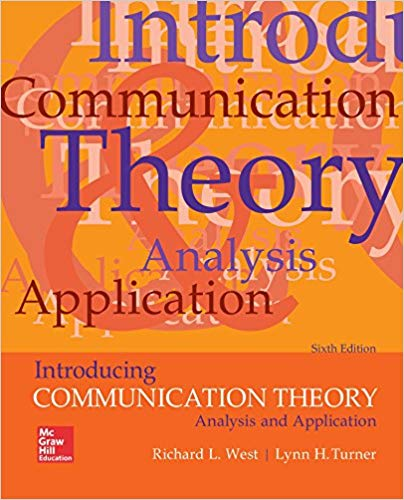 Introdu
Communication
Theory
Analysis
Application
Sixth Edition
Introducing
COMMUNICATION THEORY
Analysis and Application
Mc
Graw
Hill
Education
Richard L. West | Lynn H. Turner